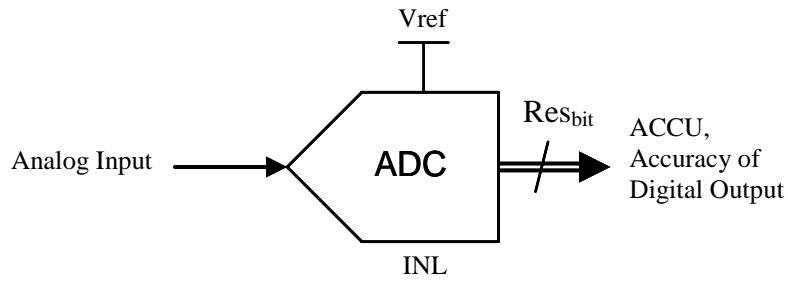 Vref
Res_bit
ACCU,
Analog Input
ADC
Accuracy of
Digital Output
INL